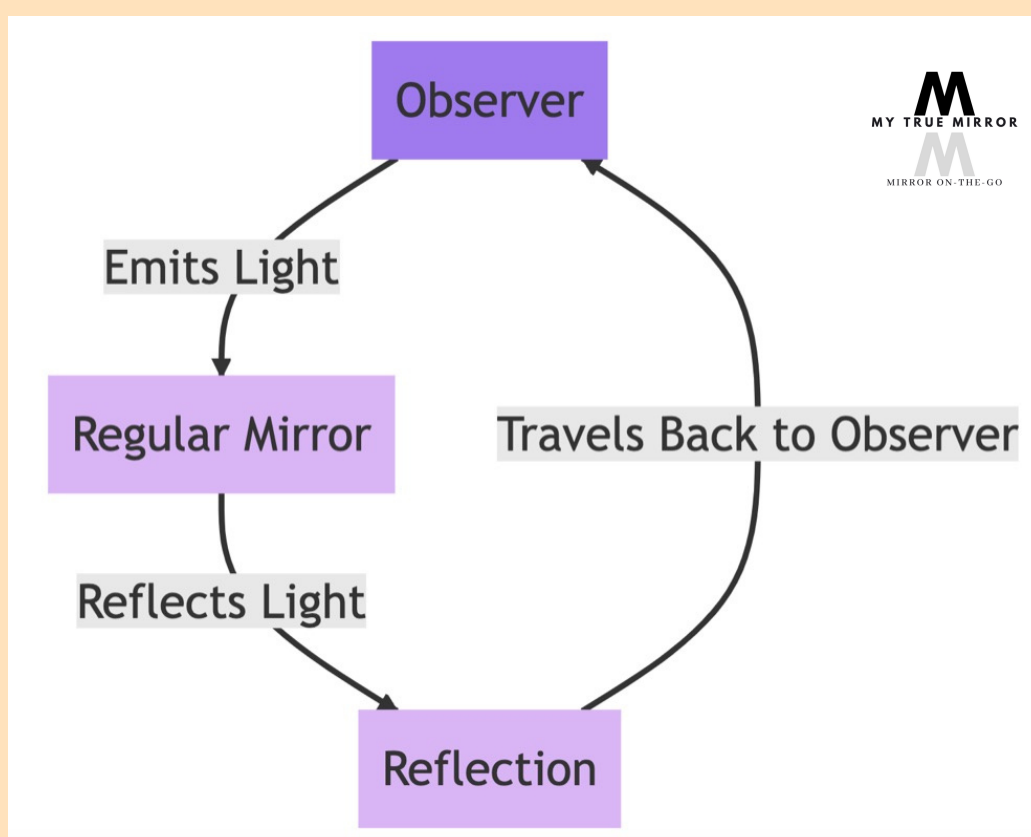 Observer
M
MY TRUE MIRROR
M
MIRROR ON-THE-GO
Emits Light
Regular Mirror
Travels Back to Observer
Reflects Light
Reflection